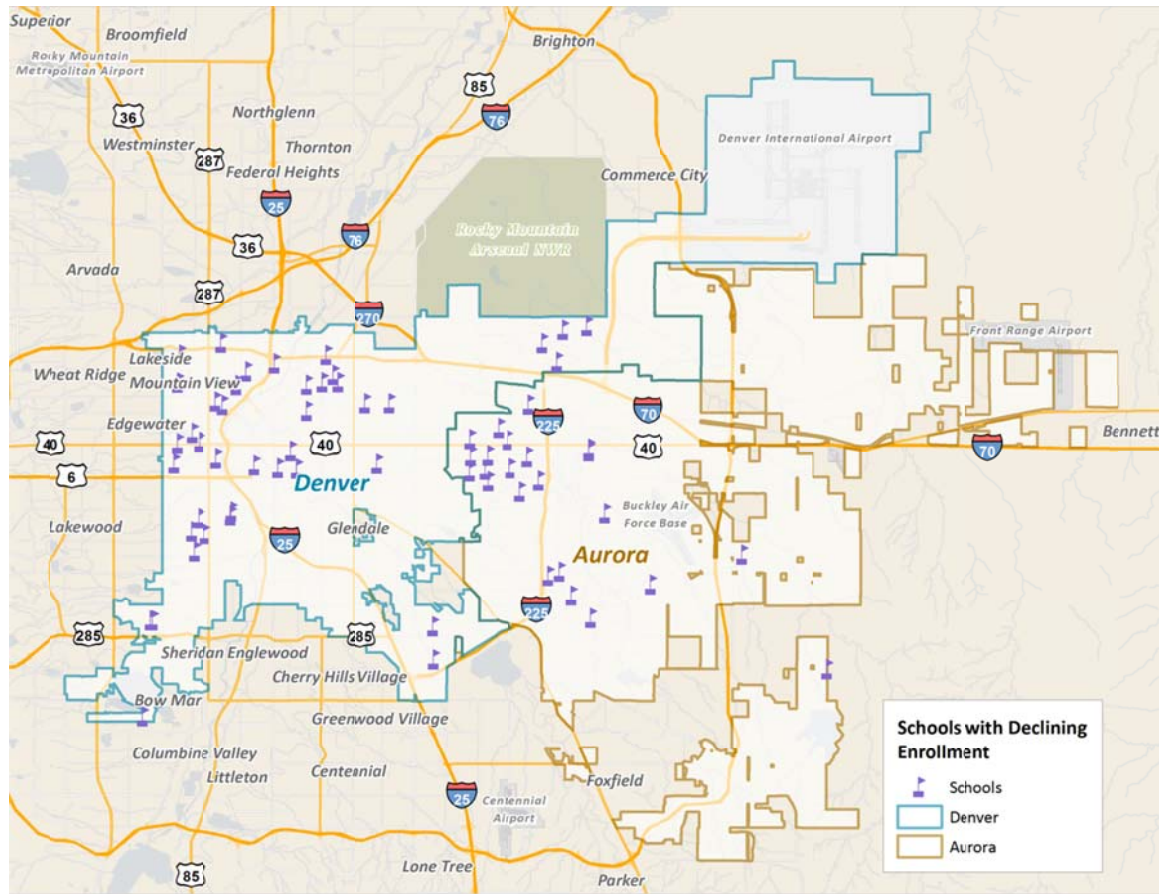 Superior
Broomfield
Brighton
Rocky Mountain
Metropolitan Airport
85
36
76
Northglenn
Denver International Airport
Westminster
Thornton
287
Federal Heights
Commerce City
25
76
Rocky Mountain
Arsenal NWR
36
Arvada
287
270
Front Range Airport
Lakeside
Wheat Ridge
Mountain View
70
225
Edgewater
Bennett
40
40
40
70
6
Denver
Buckley Air
Force Base
Lakewood
Glendale
25
Aurora
225
285
285
Sheridan Englewood
Cherry Hills Village
Bow Mar
Greenwood Village
Columbine Valley
Littleton
Centennial
Foxfield
25
Centennial
Airport
Lone Tree
85
Parker
Schools with Declining
Enrollment
Schools
Denver
Aurora